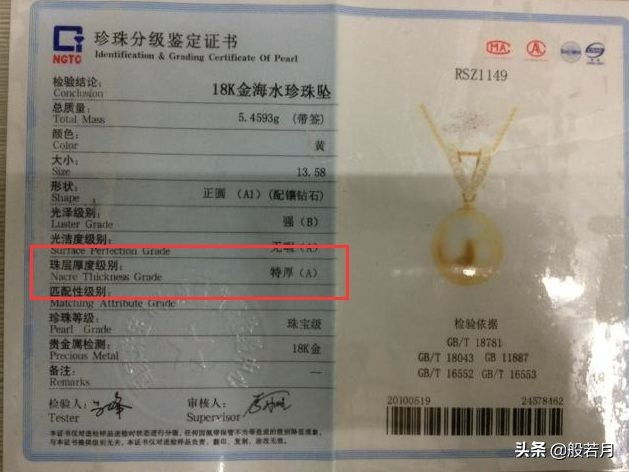 NGTC
珍珠分级鉴定证书
Identification & Grading Certificate Of Pearl
检验结论:
Conclusion
18K金海水珍珠坠
总质量:
Total Mass
5.4593g (带签)
颜色:
Color
黄
大小:
Size
13.58
形状:
Shape
正圆 (A1) (配镶钻石)
光泽级别:
Luster Grade
强(B)
光洁度级别:
Surface Perfection Grade
无瑕(A)
珠层厚度级别:
Nacre Thickness Grade
特厚(A)
匹配性级别:
Matching Attribute Grade
珍珠等级:
Pearl Grade
珠宝级
贵金属检测:
Precious Metal
18K金
备注:
Remarks
—
检验人:
Tester
审核人:
Supervisor
MA
AL
RSZ1149
检验依据
GB/T 18781
GB/T 18043 GB 11887
GB/T 16552 GB/T 16553
20100519 24578462
头条 @般若月